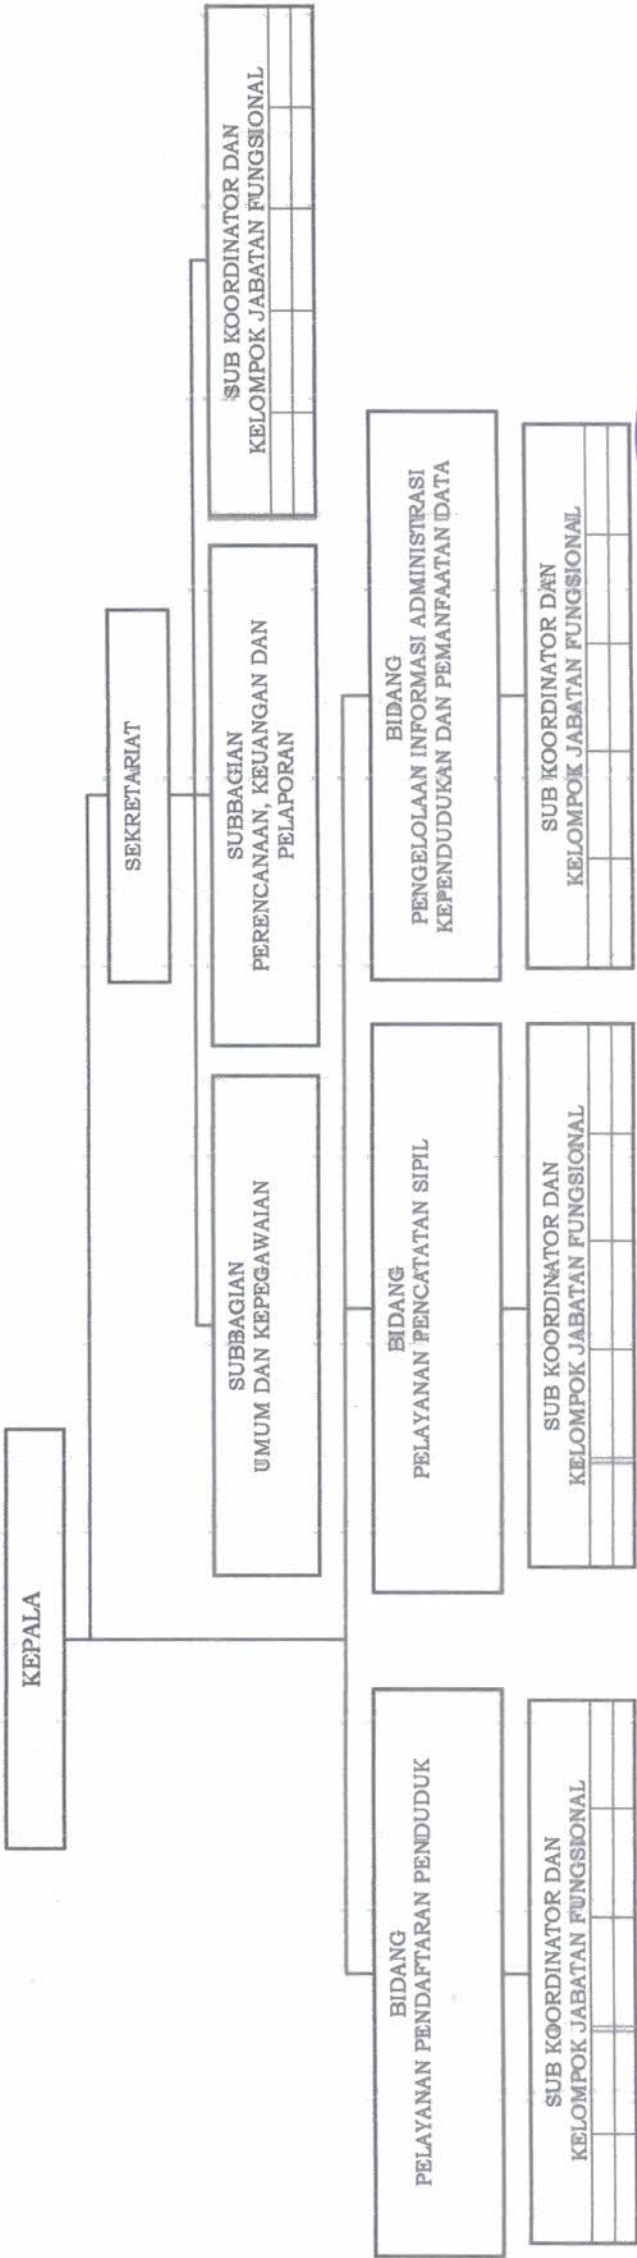 KEPALA
SEKRETARIAT
SUBBAGIAN
UMUM DAN KEPEGAWAIAN
SUBBAGIAN
PERENCANAAN, KEUANGAN DAN
PELAPORAN
SUB KOORDINATOR DAN
KELOMPOK JABATAN FUNGSIONAL
BIDANG
PELAYANAN PENDAFTARAN PENDUDUK
BIDANG
PELAYANAN PENCATATAN SIPIL
BIDANG
PENGELOLAAN INFORMASI ADMINISTRASI
KEPENDUDUKAN DAN PEMANFAATAN DATA
SUB KOORDINATOR DAN
KELOMPOK JABATAN FUNGSIONAL
SUB KOORDINATOR DAN
KELOMPOK JABATAN FUNGSIONAL
SUB KOORDINATOR DAN
KELOMPOK JABATAN FUNGSIONAL